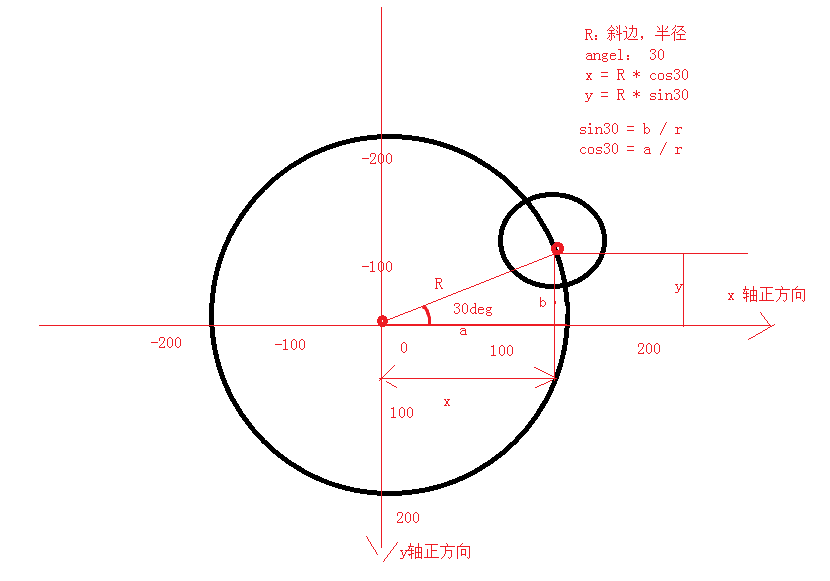 R：斜边，半径
angel： 30
x = R * cos30
y = R * sin30
sin30 = b / r
cos30 = a / r
-200
-100
R
30deg
b
y
x 轴正方向
a
-200
-100
0
100
200
x
100
200
y轴正方向